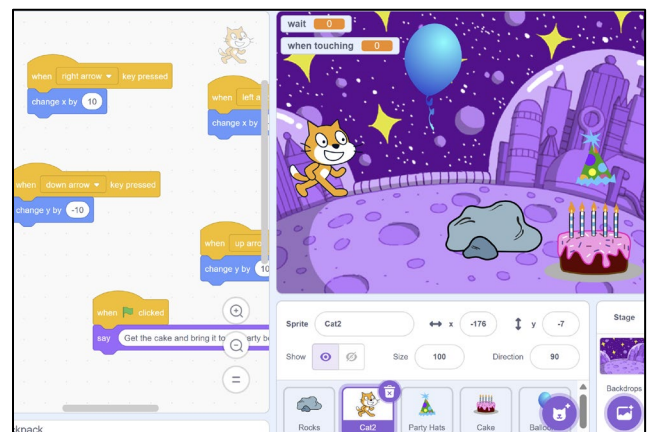 when right arrow key pressed
change x by 10
when left a
change x by
when down arrow key pressed
change y by -10
when up arro
change y by 10
when clicked
say Get the cake and bring it to
wait 0
when touching 0
Sprite Cat2 x -176 y -7
Show Size 100 Direction 90
Rocks Cat2 Party Hats Cake Balloo
Stage
Backdrops
kpack